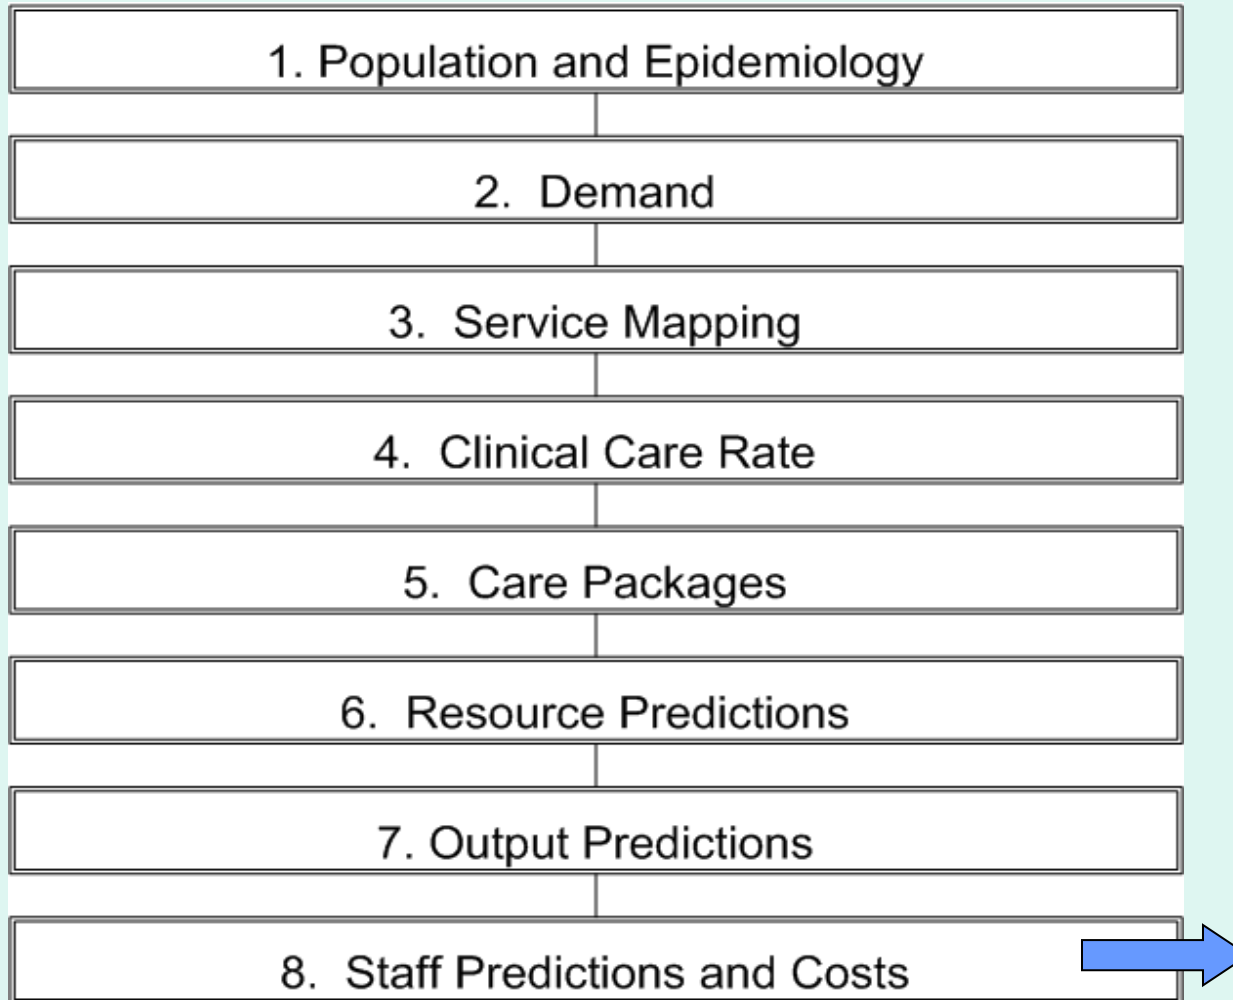 1. Population and Epidemiology
2. Demand
3. Service Mapping
4. Clinical Care Rate
5. Care Packages
6. Resource Predictions
7. Output Predictions
8. Staff Predictions and Costs